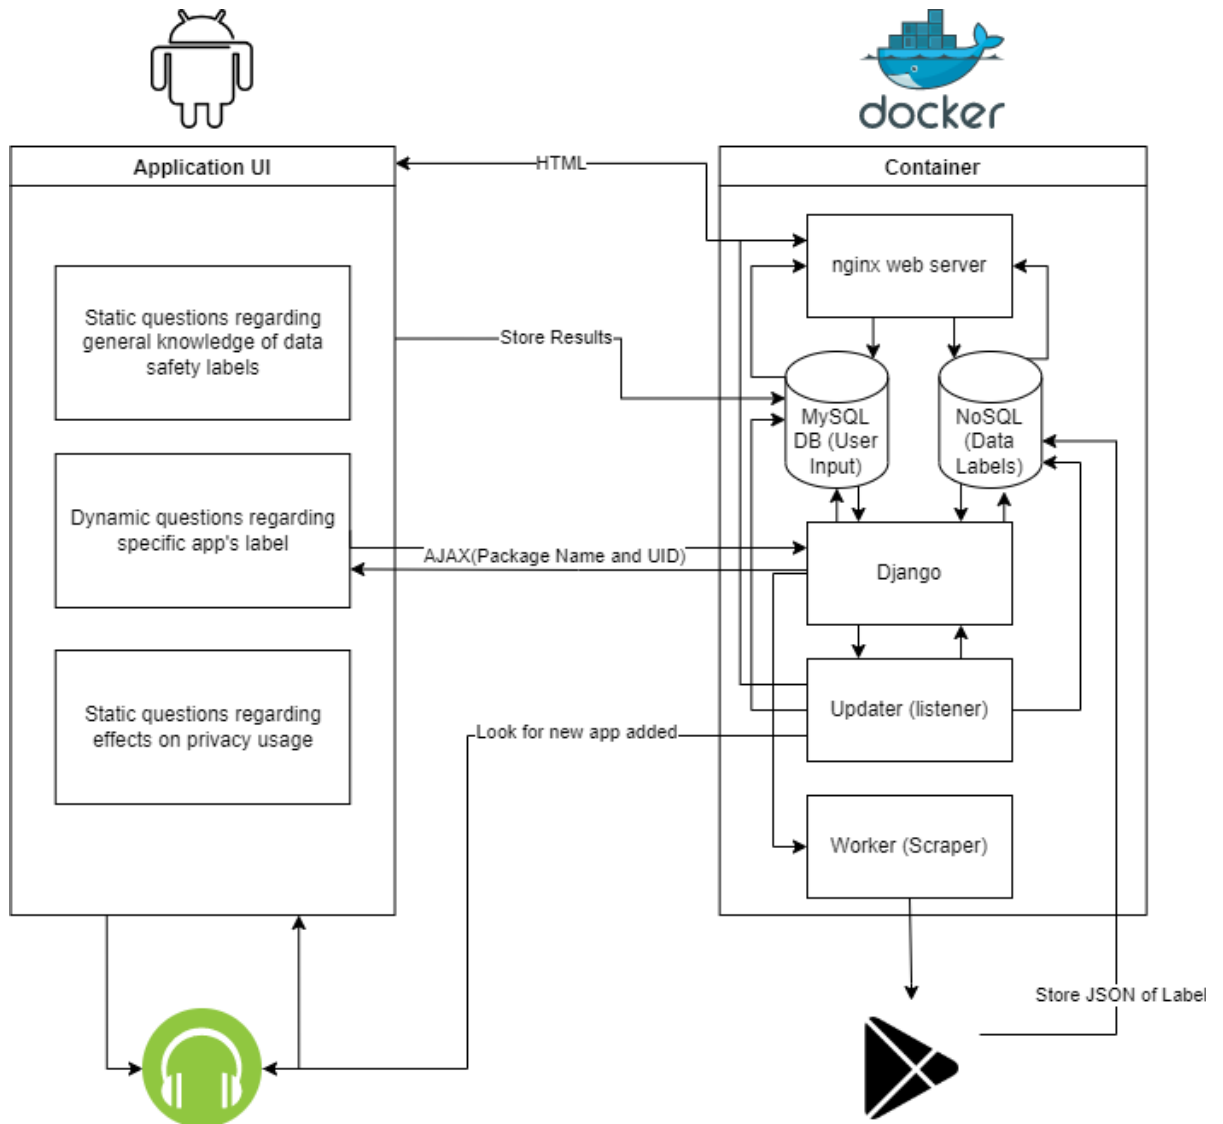 docker
Application UI
HTML
Container
nginx web server
Static questions regarding
general knowledge of data
safety labels
Store Results
MySQL
DB (User
Input)
NoSQL
(Data
Labels)
Dynamic questions regarding
specific app's label
AJAX(Package Name and UID)
Django
Static questions regarding
effects on privacy usage
Look for new app added
Updater (listener)
Worker (Scraper)
Store JSON of Label